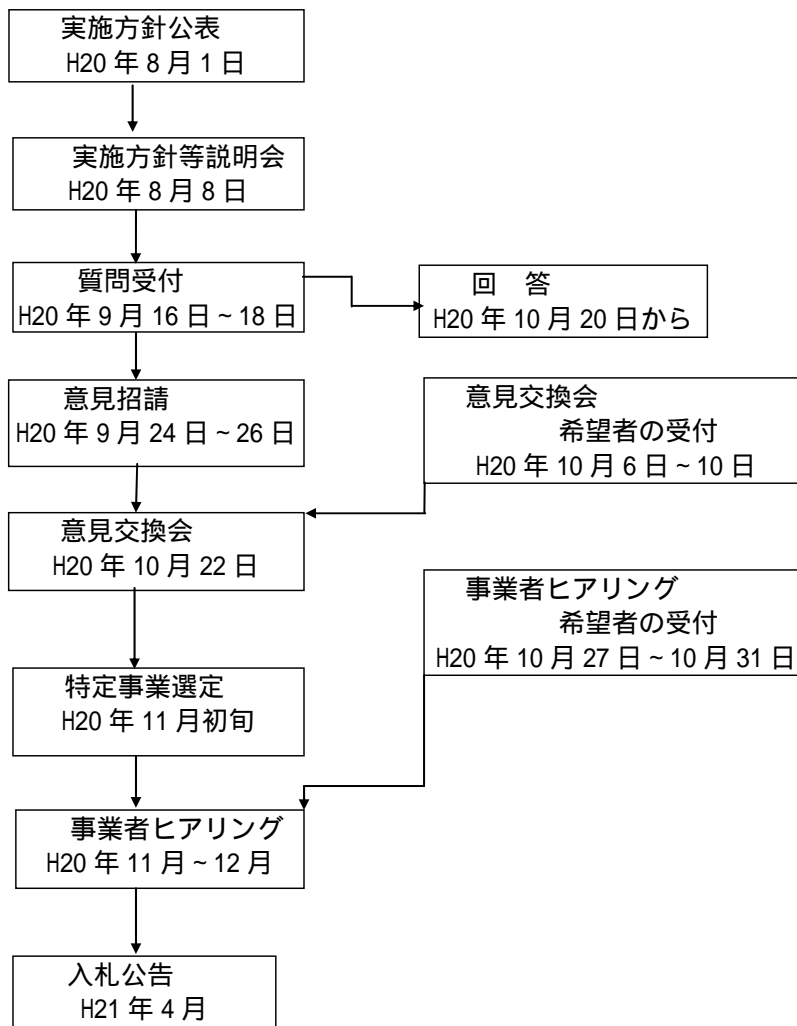 実施方針公表
H20 年 8 月 1 日
実施方針等説明会
H20 年 8 月 8 日
質問受付
H20 年 9 月 16 日 ~ 18 日
回　答
H20 年 10 月 20 日から
意見招請
H20 年 9 月 24 日 ~ 26 日
意見交換会
希望者の受付
H20 年 10 月 6 日 ~ 10 日
意見交換会
H20 年 10 月 22 日
事業者ヒアリング
希望者の受付
H20 年 10 月 27 日 ~ 10 月 31 日
特定事業選定
H20 年 11 月初旬
事業者ヒアリング
H20 年 11 月 ~ 12 月
入札公告
H21 年 4 月